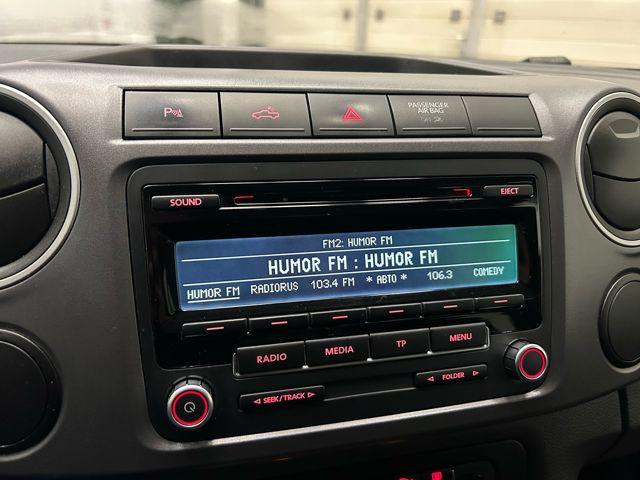 PASSENGER
AIR BAG
SOUND
EJECT
FM2: HUMOR FM
HUMOR FM : HUMOR FM
HUMOR FM RADIORUS 103.4 FM * АВТО * 106.3 COMEDY
RADIO MEDIA TP MENU
SEEK/TRACK FOLDER